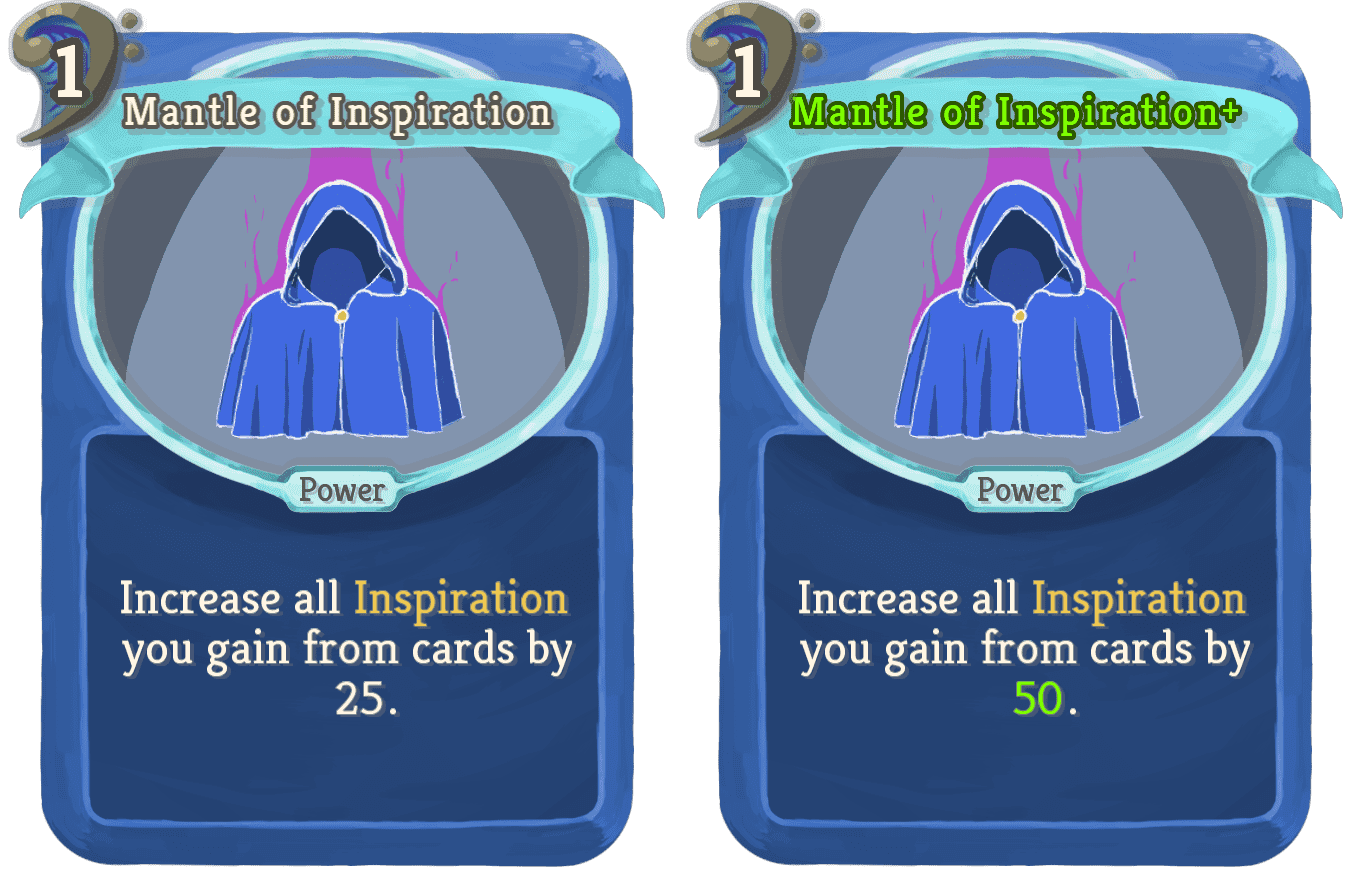 1
Mantle of Inspiration
Power
Increase all Inspiration
you gain from cards by
25.
1
Mantle of Inspiration+
Power
Increase all Inspiration
you gain from cards by
50.